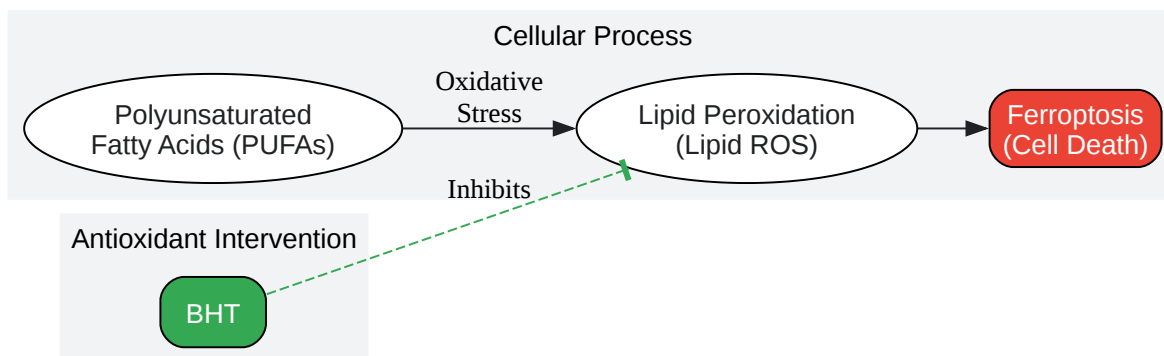 Cellular Process
Polyunsaturated
Fatty Acids (PUFAs)
Oxidative
Stress
Lipid Peroxidation
(Lipid ROS)
Ferroptosis
(Cell Death)
Inhibits
Antioxidant Intervention
BHT